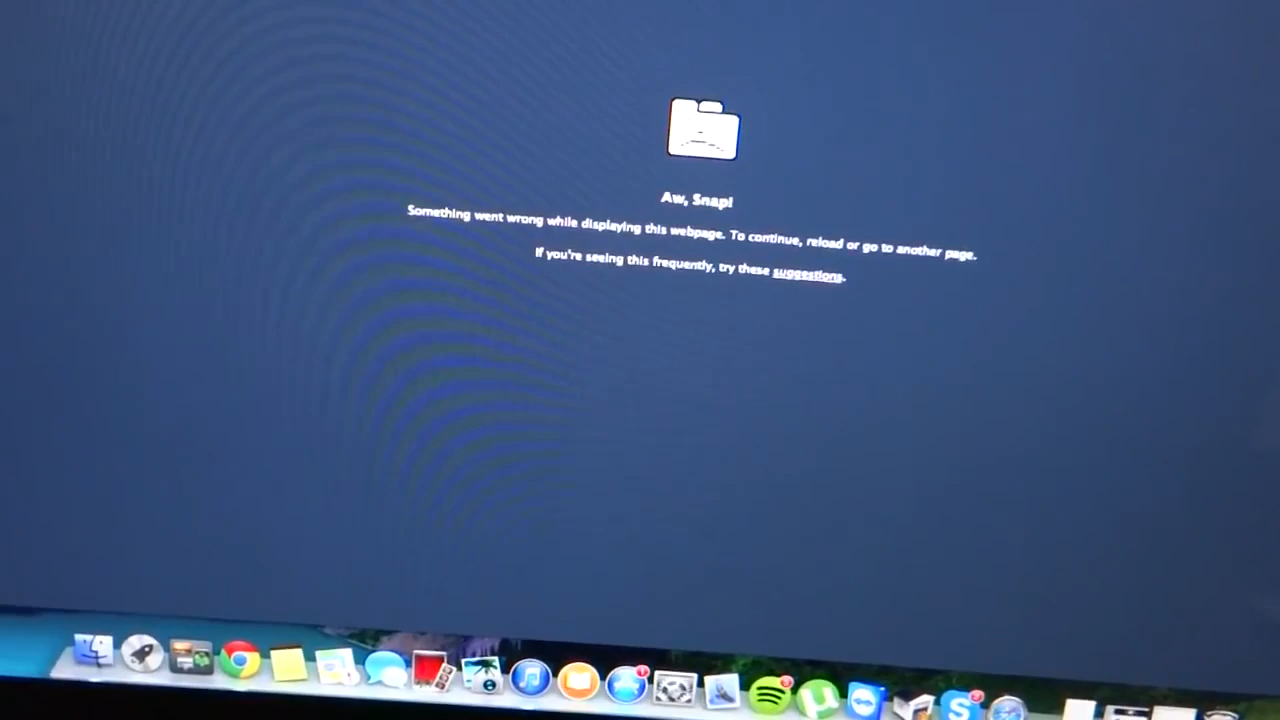 Aw, Snap!
Something went wrong while displaying this webpage. To continue, reload or go to another page.
If you're seeing this frequently, try these suggestions.